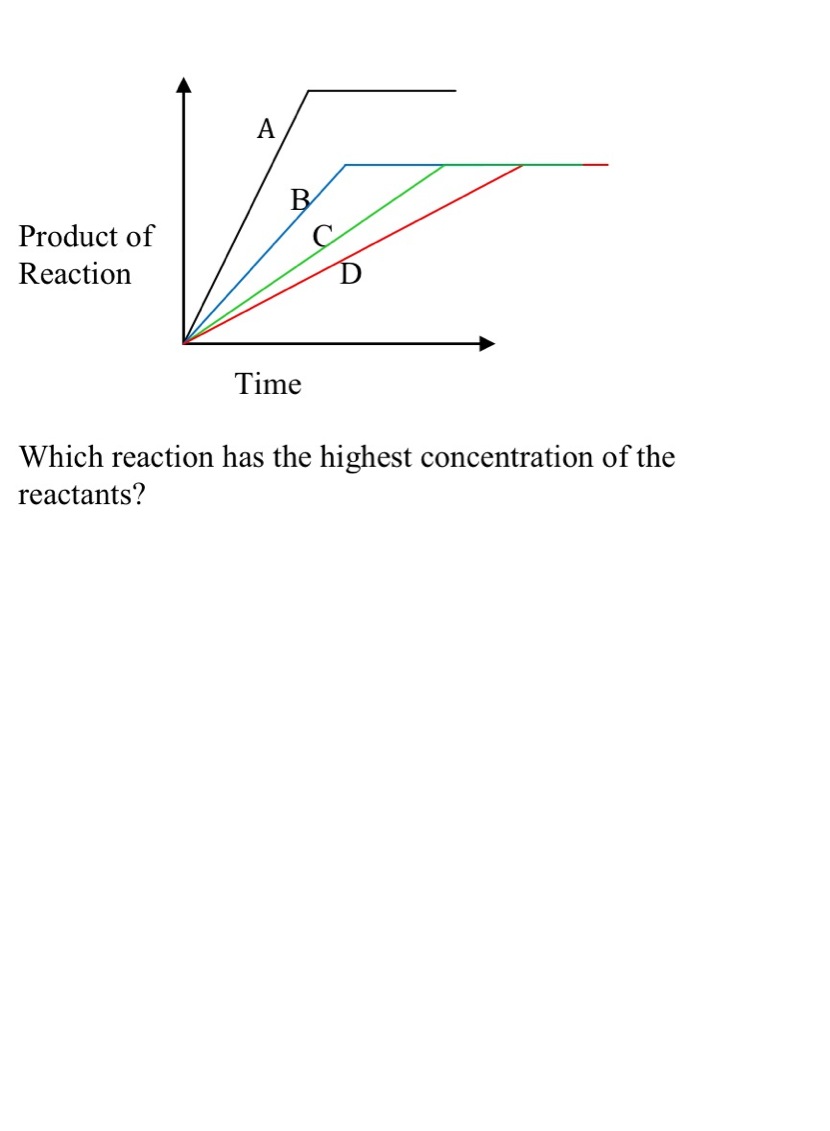 A
B
Product of
Reaction
C
D
Time
Which reaction has the highest concentration of the
reactants?